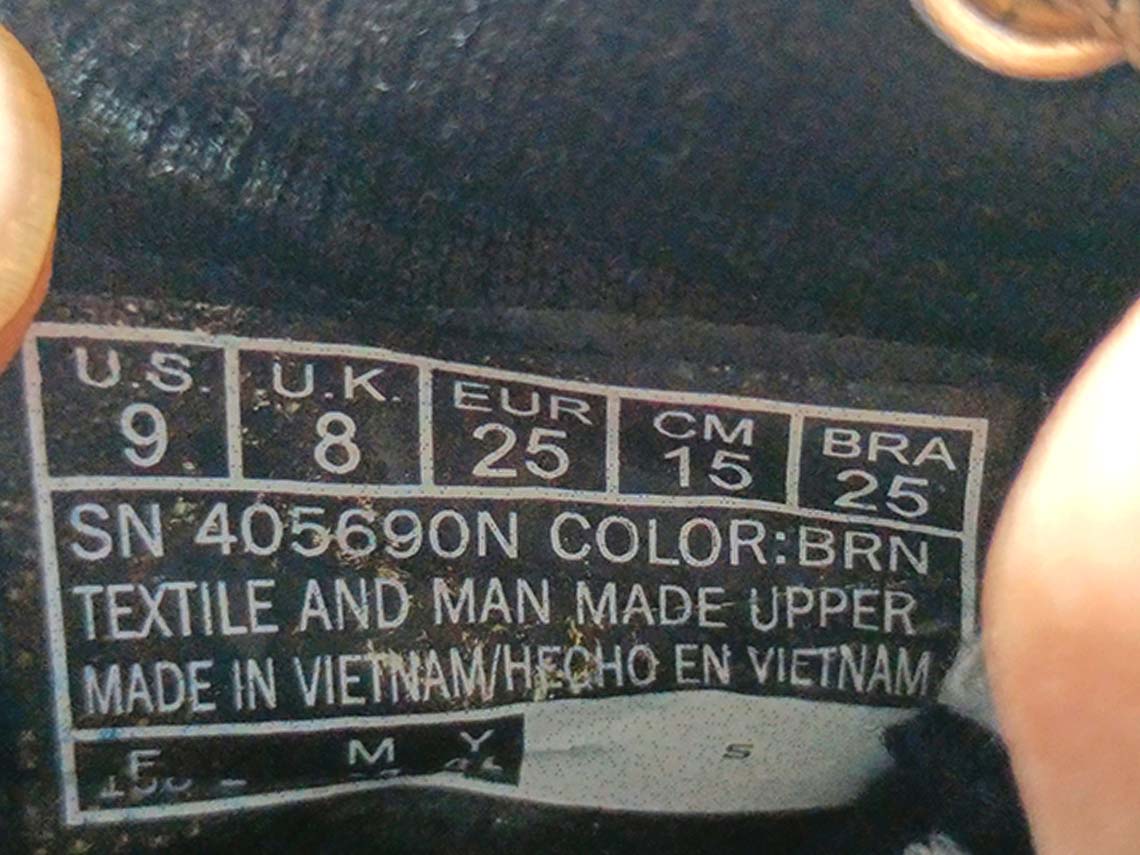 U.S. U.K. EUR CM BRA
9 8 25 15 25
SN 405690N COLOR:BRN
TEXTILE AND MAN MADE UPPER
MADE IN VIETNAM/HECHO EN VIETNAM
F M Y
S